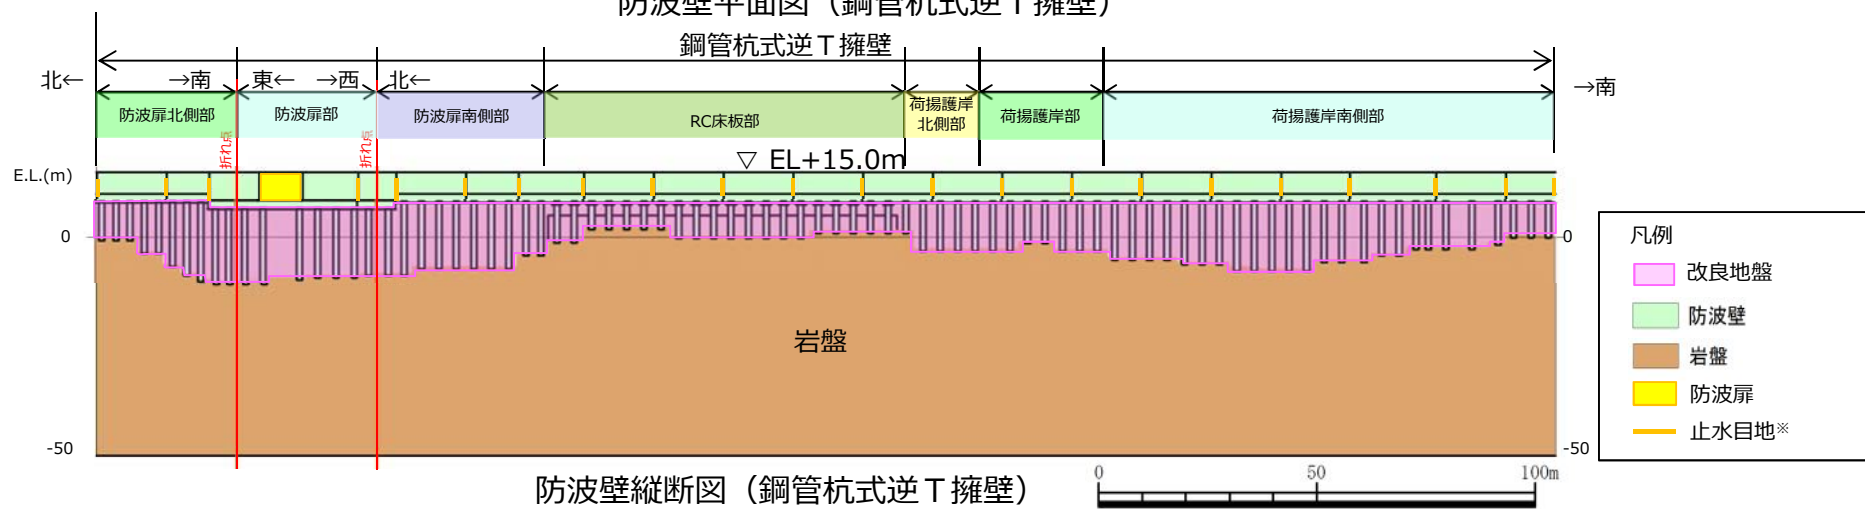 防波壁平面図（鋼管杭式逆Ｔ擁壁）
鋼管杭式逆Ｔ擁壁
北← →南 東← →西 北← →南
防波扉北側部 防波扉部 防波扉南側部 RC床板部 荷揚護岸北側部 荷揚護岸部 荷揚護岸南側部
折れ点 折れ点
▽ EL+15.0m
E.L.(m)
0 0
-50 -50
岩盤
凡例
改良地盤
防波壁
岩盤
防波扉
止水目地※
0 50 100m
防波壁縦断図（鋼管杭式逆Ｔ擁壁）